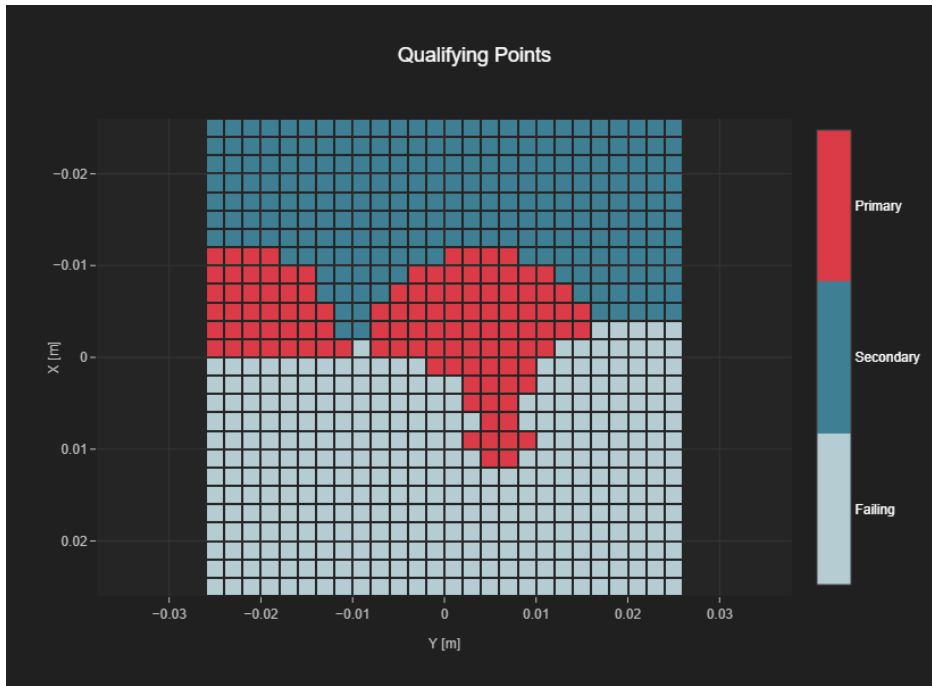 Qualifying Points
−0.02
−0.01
0
0.01
0.02
X [m]
−0.03
−0.02
−0.01
0
0.01
0.02
0.03
Y [m]
Primary
Secondary
Failing